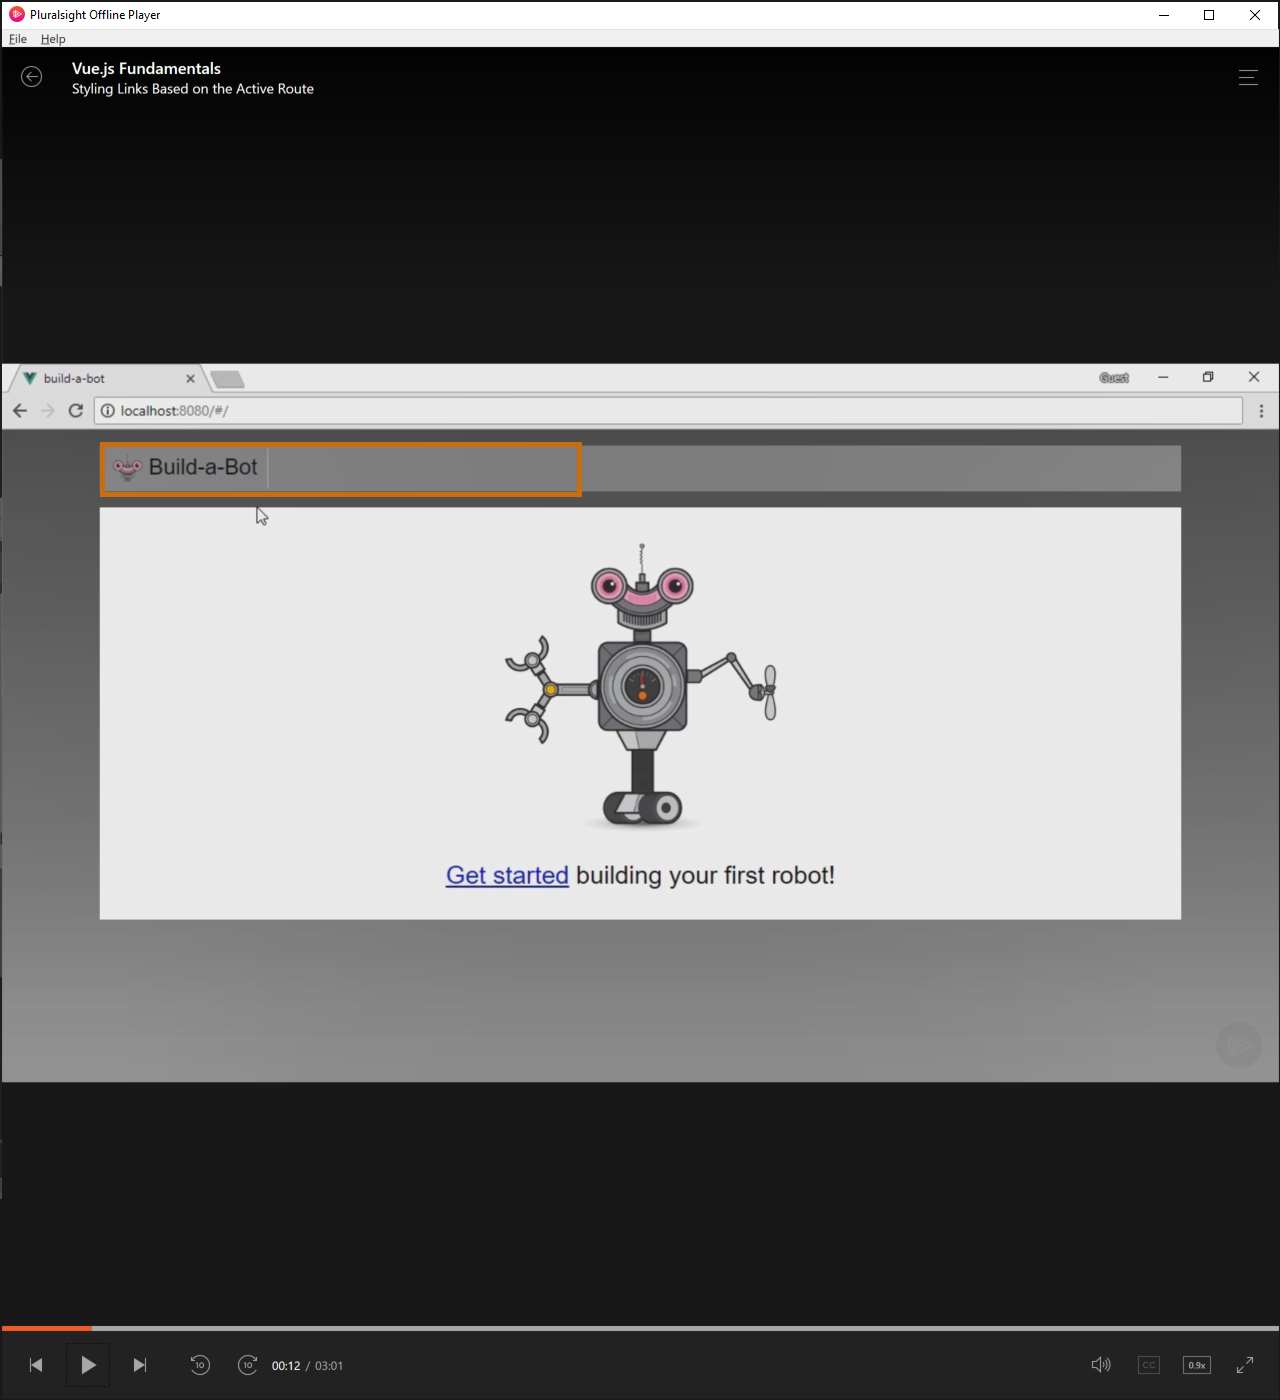 Pluralsight Offline Player
File Help
Vue.js Fundamentals
Styling Links Based on the Active Route
build-a-bot
Guest
localhost:8080/#/
Build-a-Bot
Get started building your first robot!
10
10
00:12 / 03:01
CC
0.9x